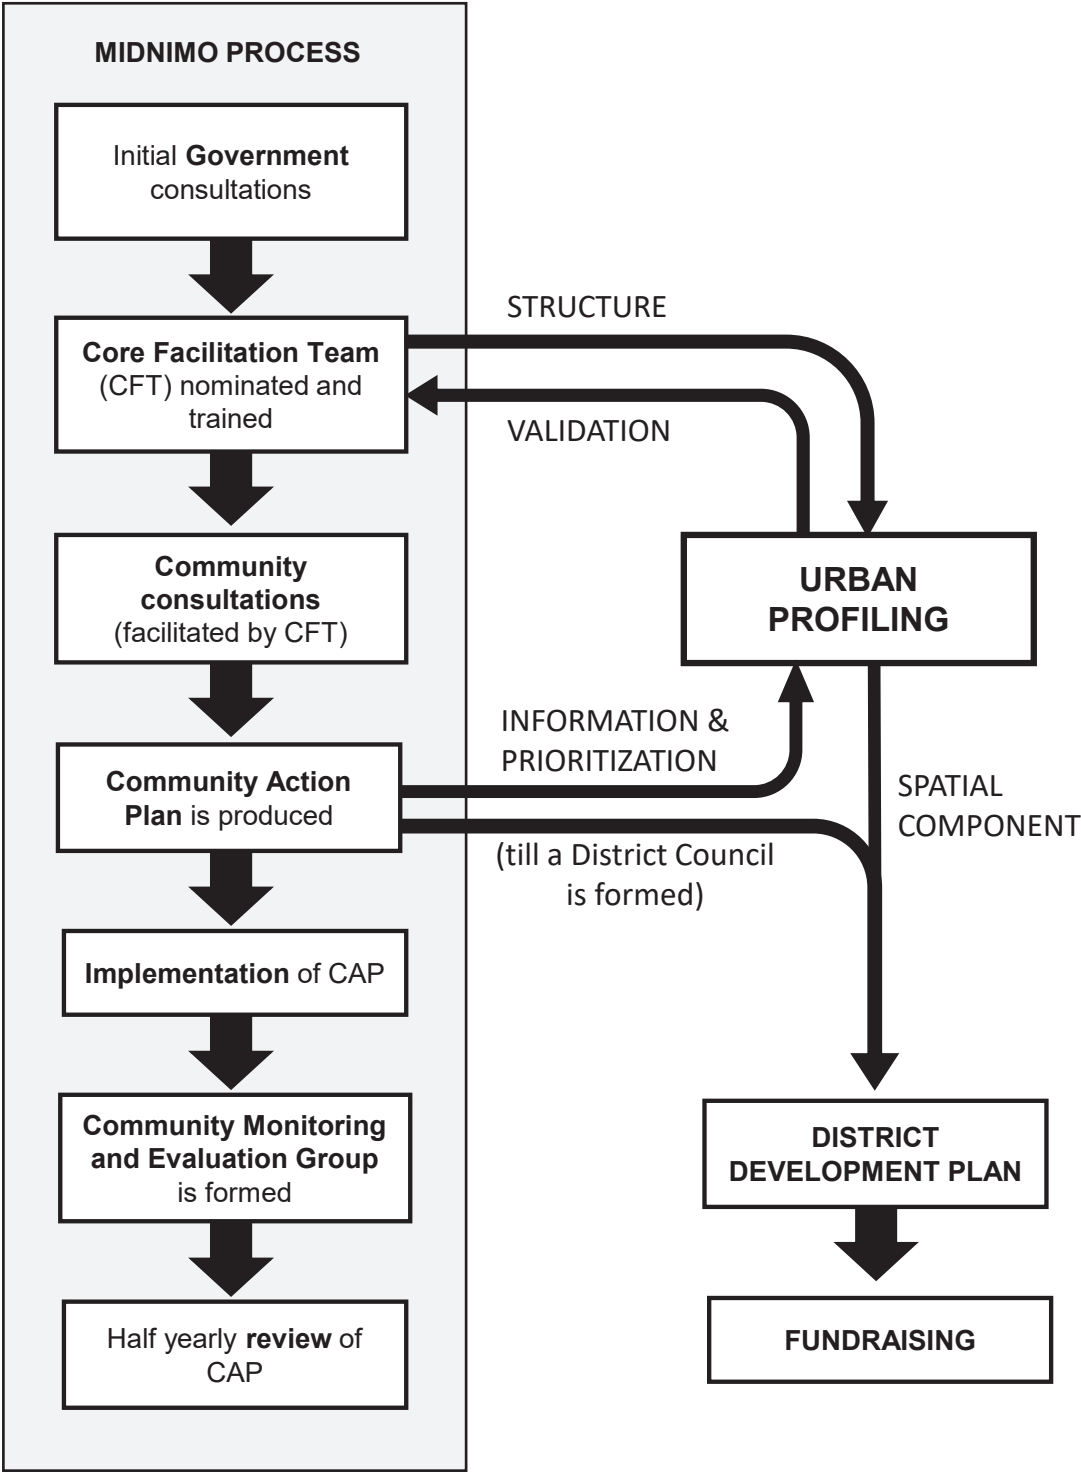 MIDNIMO PROCESS
Initial Government
consultations
Core Facilitation Team
(CFT) nominated and
trained
Community
consultations
(facilitated by CFT)
Community Action
Plan is produced
Implementation of CAP
Community Monitoring
and Evaluation Group
is formed
Half yearly review of
CAP
STRUCTURE
VALIDATION
URBAN
PROFILING
INFORMATION &
PRIORITIZATION
(till a District Council
is formed)
SPATIAL
COMPONENT
DISTRICT
DEVELOPMENT PLAN
FUNDRAISING